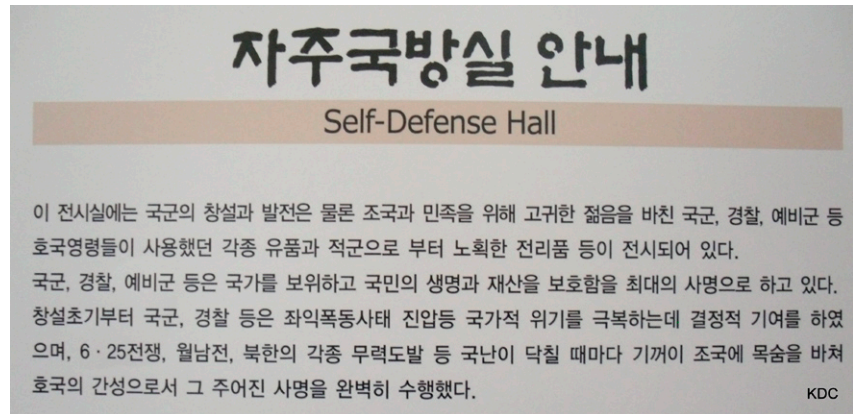 자주국방실 안내
Self-Defense Hall
이 전시실에는 국군의 창설과 발전은 물론 조국과 민족을 위해 고귀한 젊음을 바친 국군, 경찰, 예비군 등
호국영령들이 사용했던 각종 유품과 적군으로 부터 노획한 전리품 등이 전시되어 있다.
국군, 경찰, 예비군 등은 국가를 보위하고 국민의 생명과 재산을 보호함을 최대의 사명으로 하고 있다.
창설초기부터 국군, 경찰 등은 좌익폭동사태 진압등 국가적 위기를 극복하는데 결정적 기여를 하였
으며, 6·25전쟁, 월남전, 북한의 각종 무력도발 등 국난이 닥칠 때마다 기꺼이 조국에 목숨을 바쳐
호국의 간성으로서 그 주어진 사명을 완벽히 수행했다.
KDC